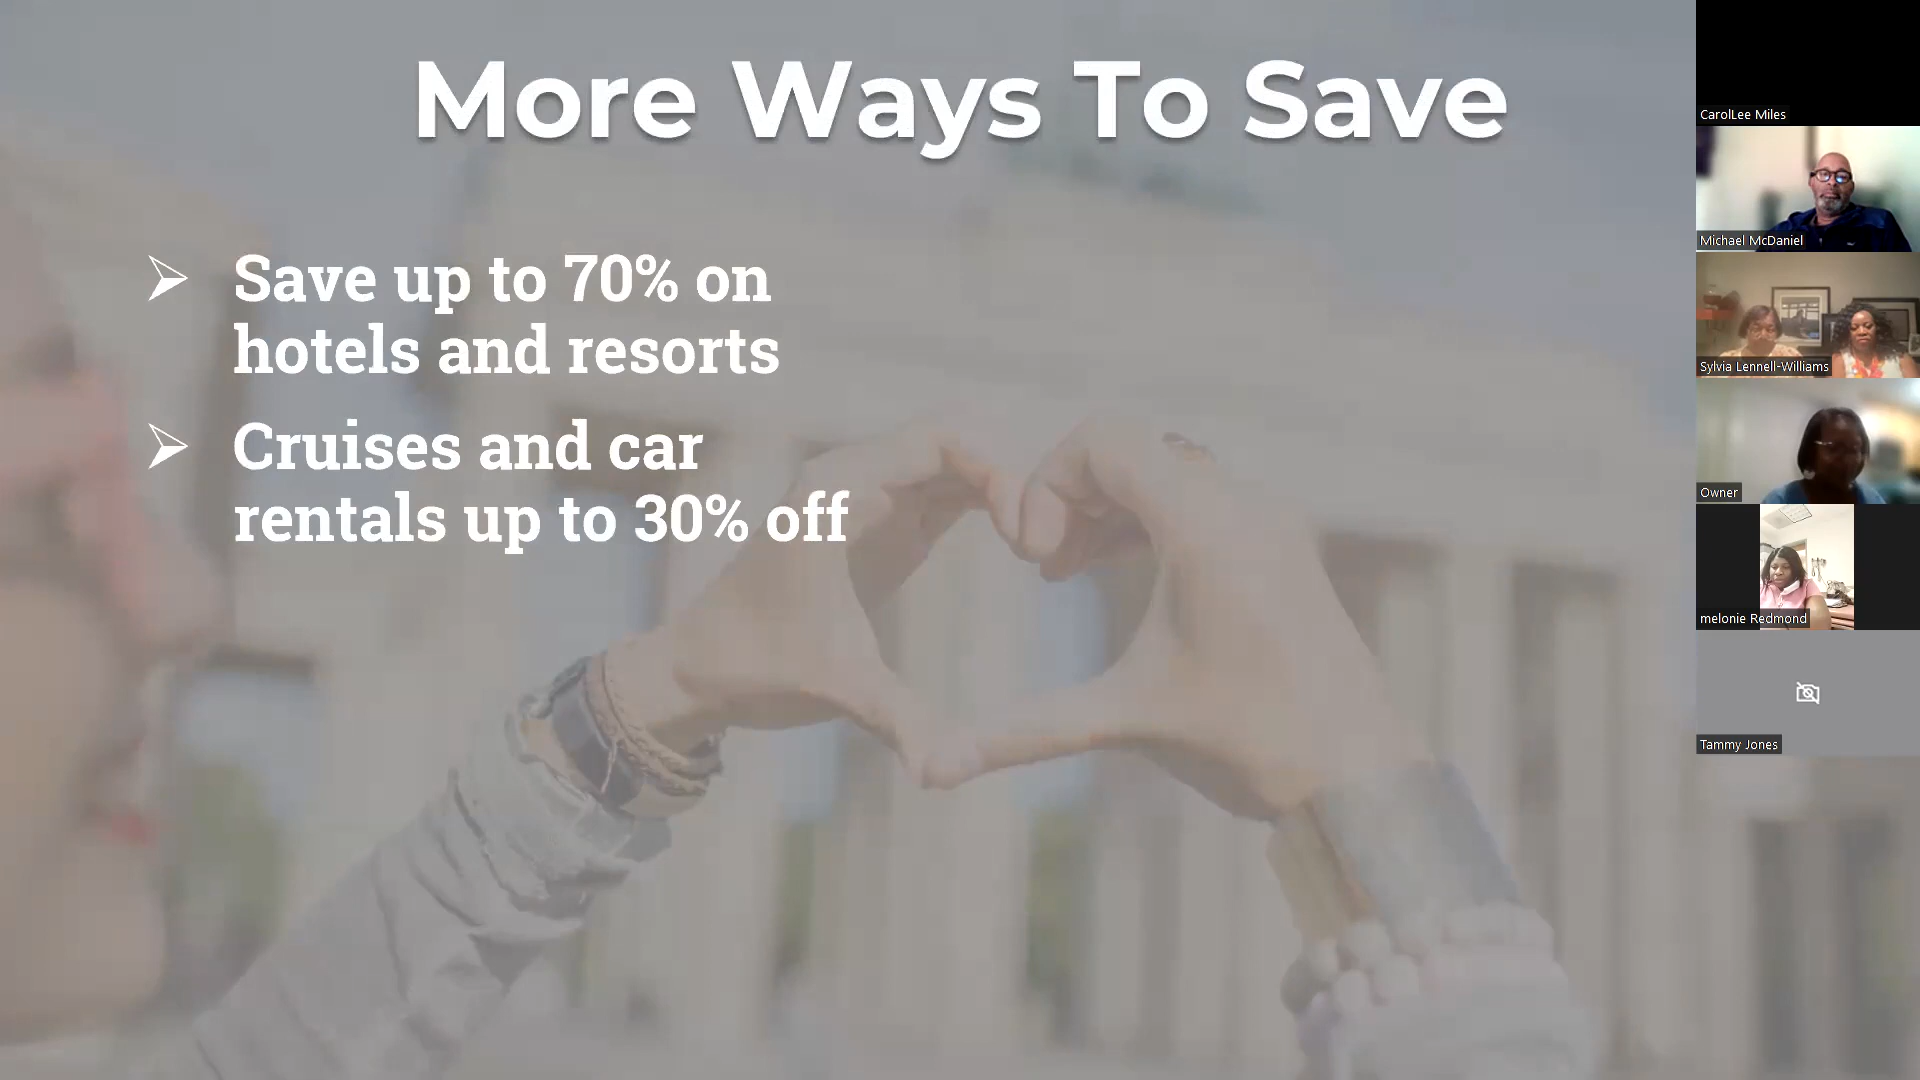 More Ways To Save
Save up to 70% on
hotels and resorts
Cruises and car
rentals up to 30% off
CarolLee Miles
Michael McDaniel
Sylvia Lennell-Williams
Owner
melonie Redmond
Tammy Jones